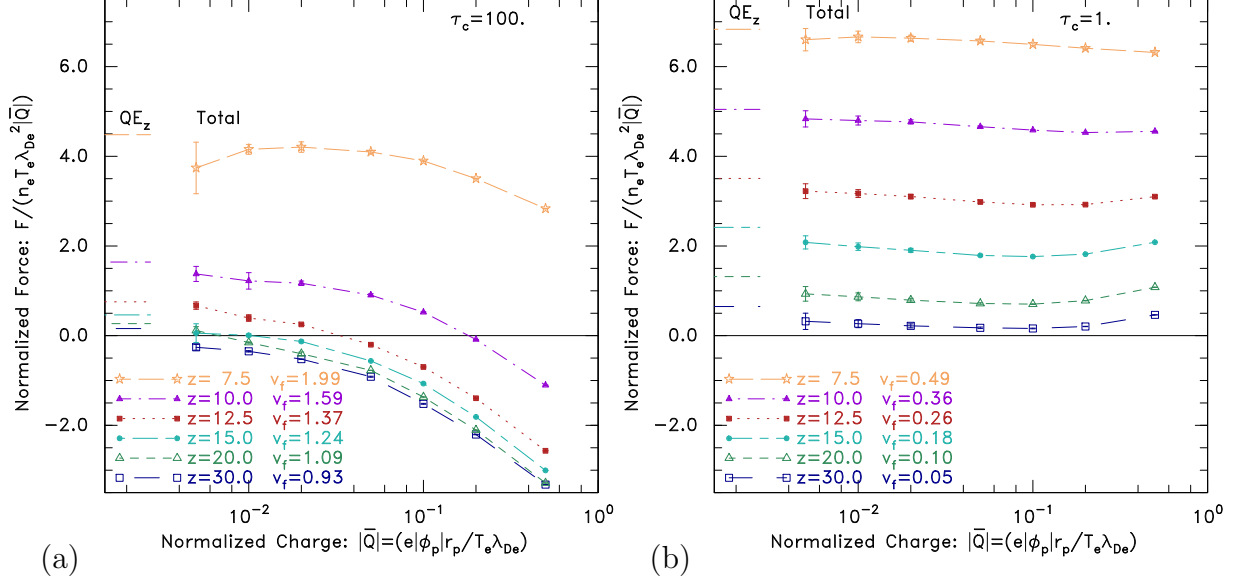 τc=100.
6.0
QEz Total
4.0
2.0
0.0
z= 7.5 vf=1.99
z=10.0 vf=1.59
z=12.5 vf=1.37
z=15.0 vf=1.24
z=20.0 vf=1.09
z=30.0 vf=0.93
−2.0
Normalized Force: F/(neTeλDe²|Q̅|)
10⁻² 10⁻¹ 10⁰
Normalized Charge: |Q̅|=(e|φp|rp/TeλDe)
(a)
QEz Total
τc=1.
6.0
4.0
2.0
0.0
z= 7.5 vf=0.49
z=10.0 vf=0.36
z=12.5 vf=0.26
z=15.0 vf=0.18
z=20.0 vf=0.10
z=30.0 vf=0.05
−2.0
Normalized Force: F/(neTeλDe²|Q̅|)
10⁻² 10⁻¹ 10⁰
Normalized Charge: |Q̅|=(e|φp|rp/TeλDe)
(b)